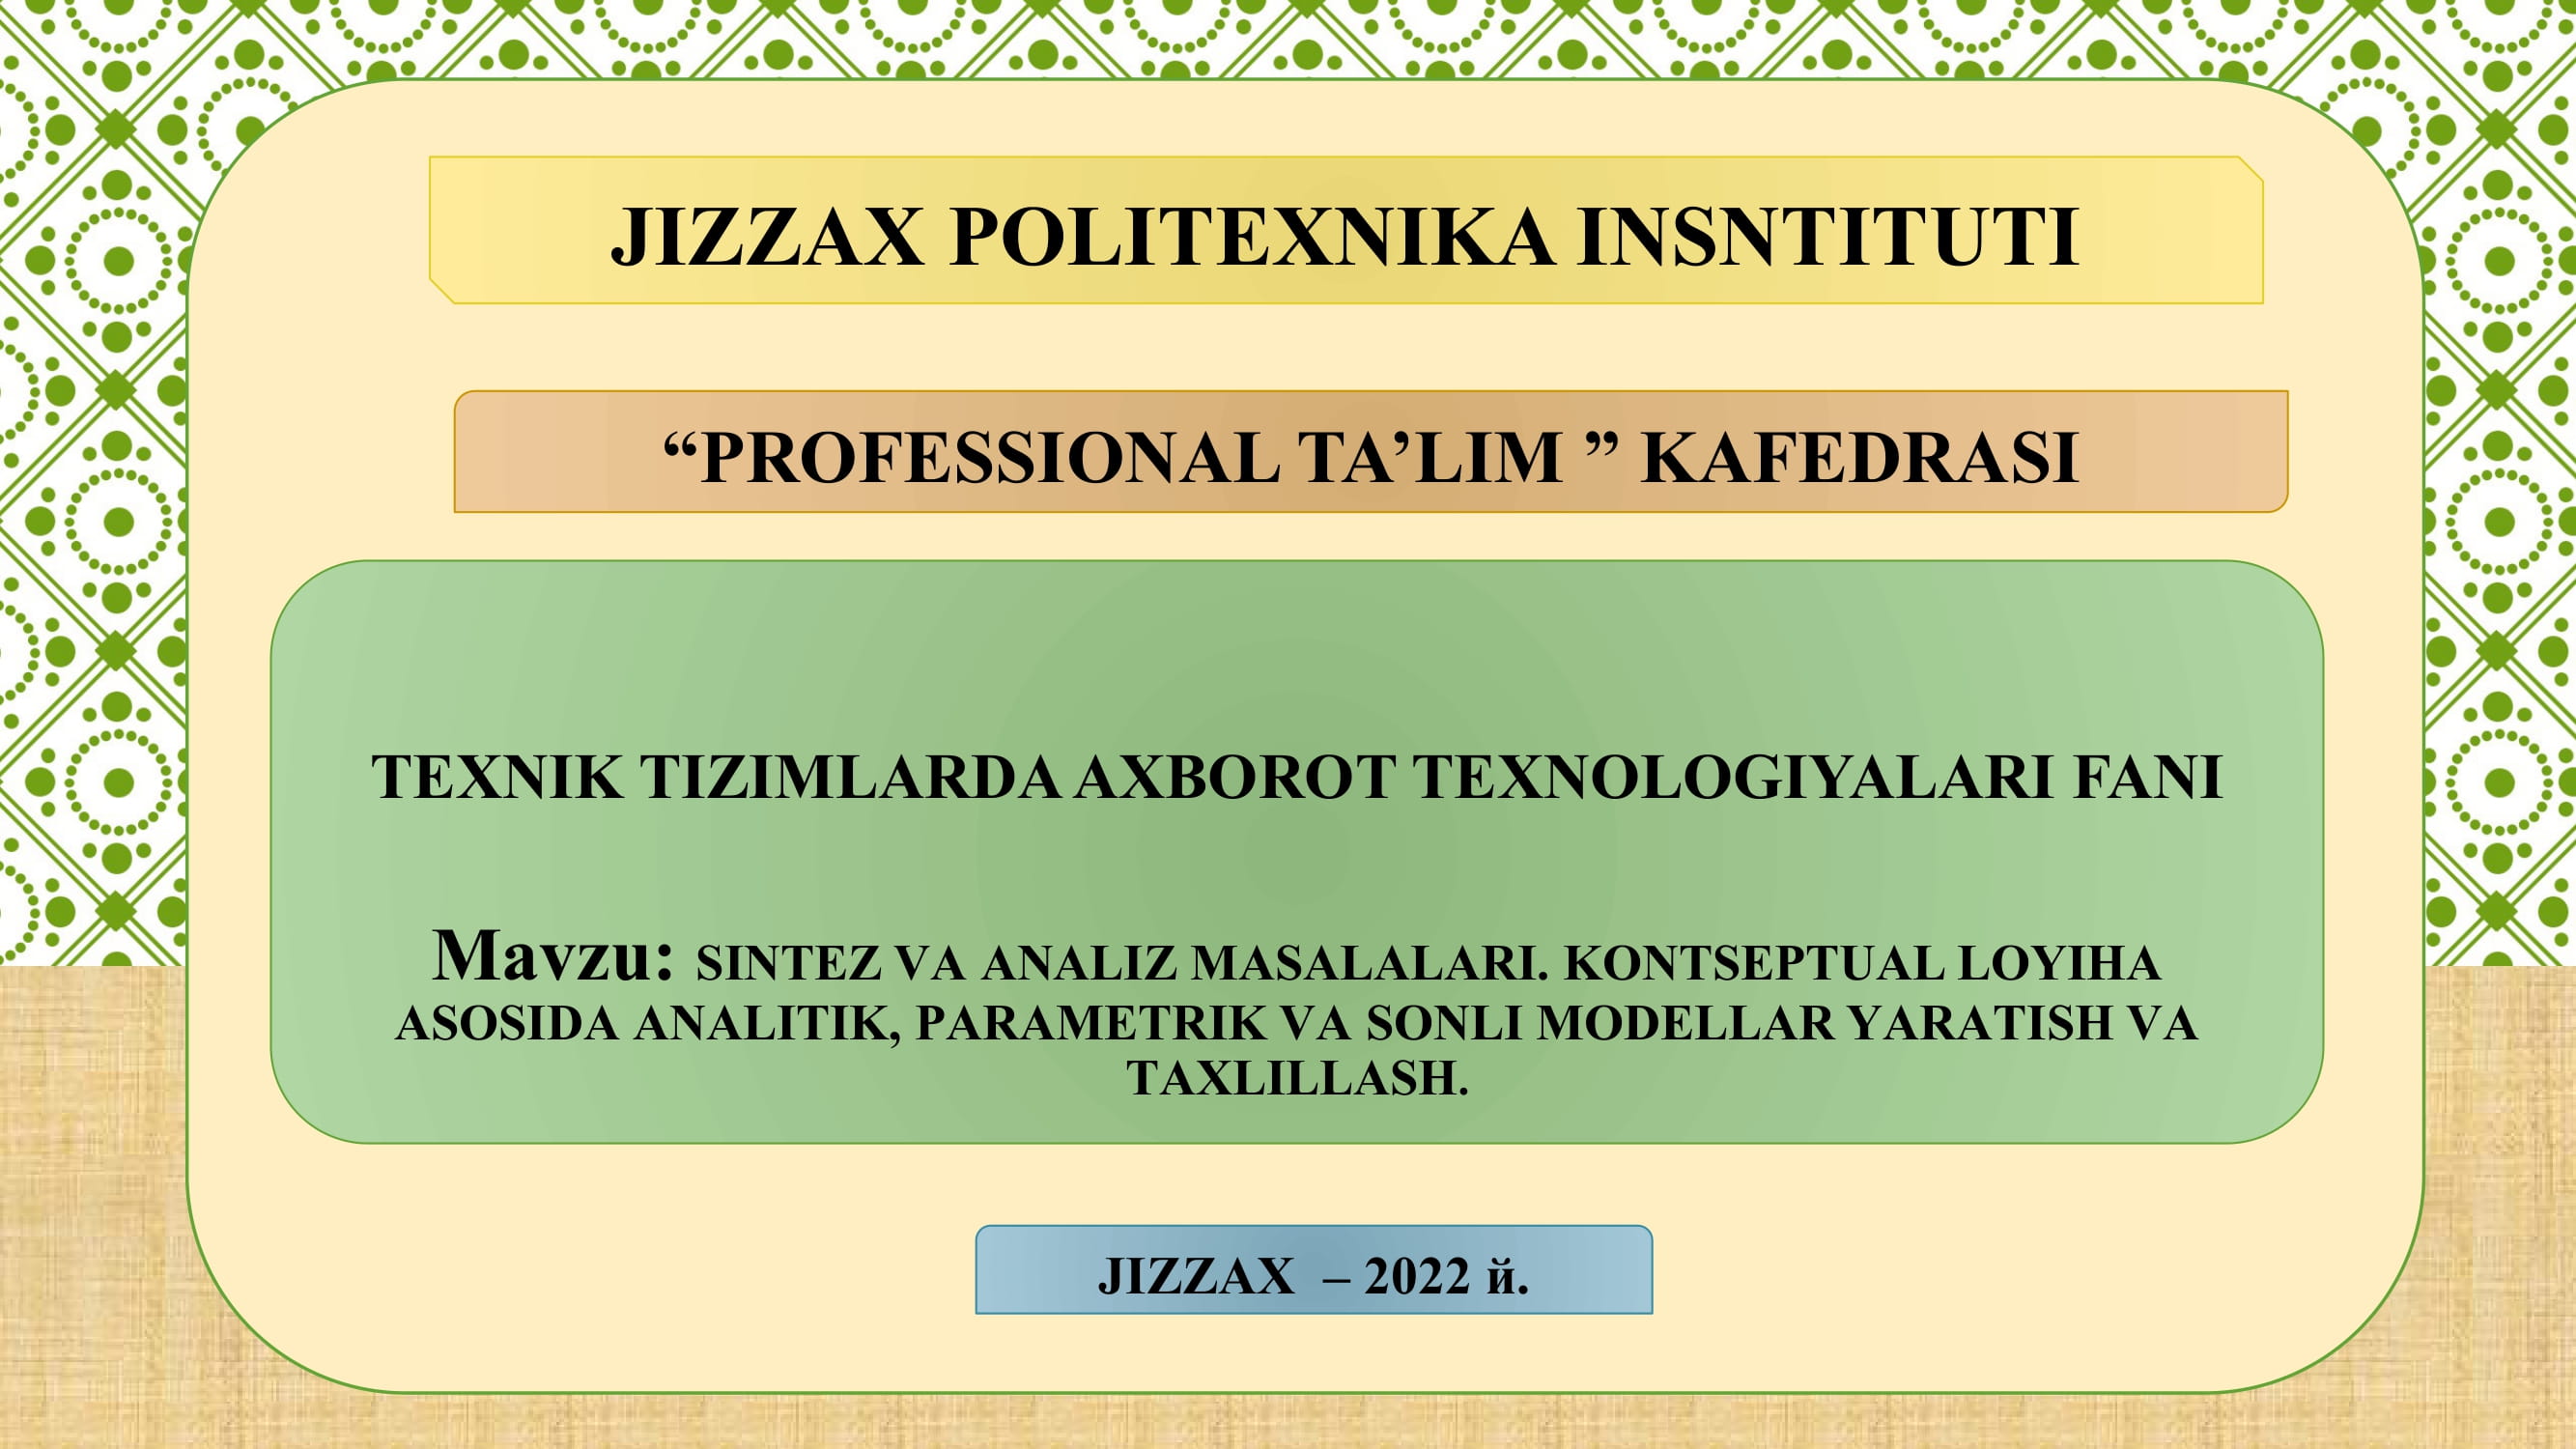 JIZZAX POLITEXNIKA INSNTITUTI
“PROFESSIONAL TA’LIM ” KAFEDRASI
TEXNIK TIZIMLARDA AXBOROT TEXNOLOGIYALARI FANI
Mavzu: SINTEZ VA ANALIZ MASALALARI. KONTSEPTUAL LOYIHA
ASOSIDA ANALITIK, PARAMETRIK VA SONLI MODELLAR YARATISH VA
TAXLILLASH.
JIZZAX – 2022 й.